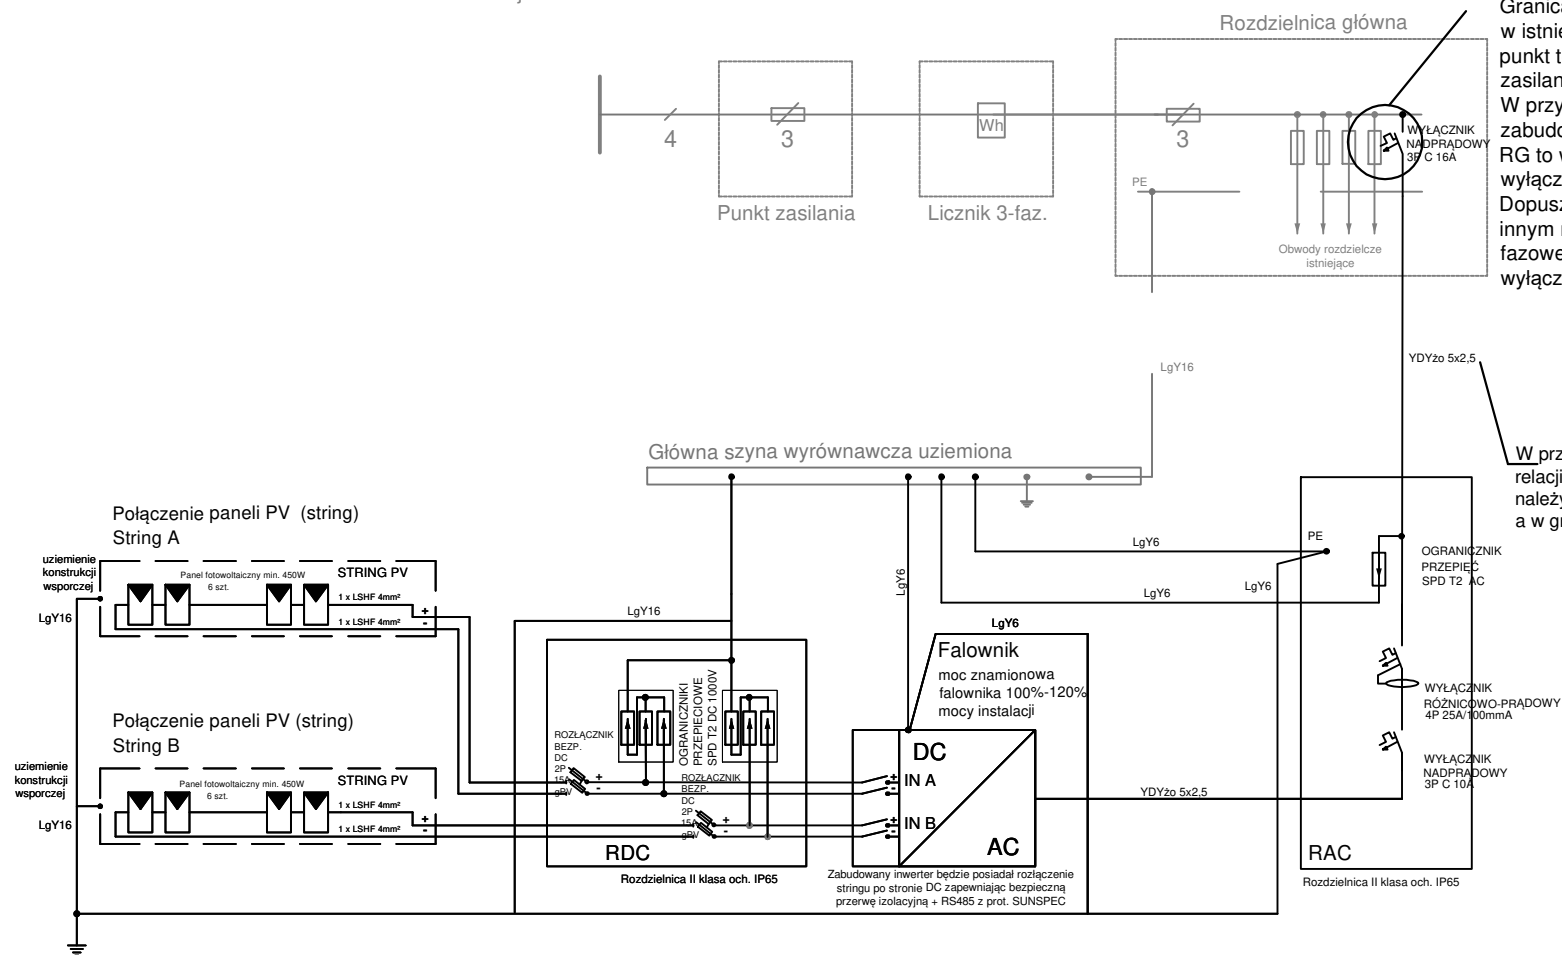 Rozdzielnica główna
Granica
w istnie
punkt t
zasilan
W przy
zabudo
RG to w
wyłącz
Dopusz
innym
fazowe
wyłącz
4
3
Wh
3
WYŁĄCZNIK
NADPRĄDOWY
3P C 16A
PE
Punkt zasilania
Licznik 3-faz.
Obwody rozdzielcze
istniejące
YDYżo 5x2,5
LgY16
W prz
relacji
należy
a w gr
Główna szyna wyrównawcza uziemiona
Połączenie paneli PV (string)
String A
uziemienie
konstrukcji
wsporczej
LgY16
Panel fotowoltaiczny min. 450W
6 szt.
STRING PV
1 x LSHF 4mm²
1 x LSHF 4mm²
+
-
LgY6
LgY6
LgY6
LgY6
LgY16
LgY6
PE
OGRANICZNIK
PRZEPIĘĆ
SPD T2 AC
Falownik
moc znamionowa
falownika 100%-120%
mocy instalacji
OGRANICZNIKI
PRZEPIECIOWE
SPD T2 DC 1000V
WYŁĄCZNIK
RÓŻNICOWO-PRĄDOWY
4P 25A/100mmA
WYŁĄCZNIK
NADPRĄDOWY
3P C 10A
Połączenie paneli PV (string)
String B
uziemienie
konstrukcji
wsporczej
LgY16
Panel fotowoltaiczny min. 450W
6 szt.
STRING PV
1 x LSHF 4mm²
1 x LSHF 4mm²
+
-
ROZŁĄCZNIK
BEZP.
DC
2P
15A
gPV
+
-
ROZŁACZNIK
BEZP.
DC
2P
15A
gPV
+
-
DC
+
IN A
-
+
IN B
-
AC
YDYżo 5x2,5
RDC
Rozdzielnica II klasa och. IP65
Zabudowany inwerter będzie posiadał rozłączenie
stringu po stronie DC zapewniając bezpieczną
przerwę izolacyjną + RS485 z prot. SUNSPEC
RAC
Rozdzielnica II klasa och. IP65